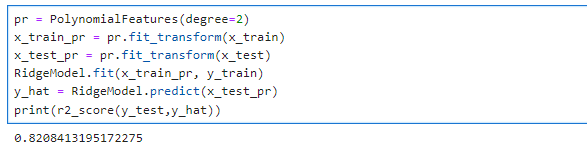 pr = PolynomialFeatures(degree=2)
x_train_pr = pr.fit_transform(x_train)
x_test_pr = pr.fit_transform(x_test)
RidgeModel.fit(x_train_pr, y_train)
y_hat = RidgeModel.predict(x_test_pr)
print(r2_score(y_test,y_hat))
0.8208413195172275